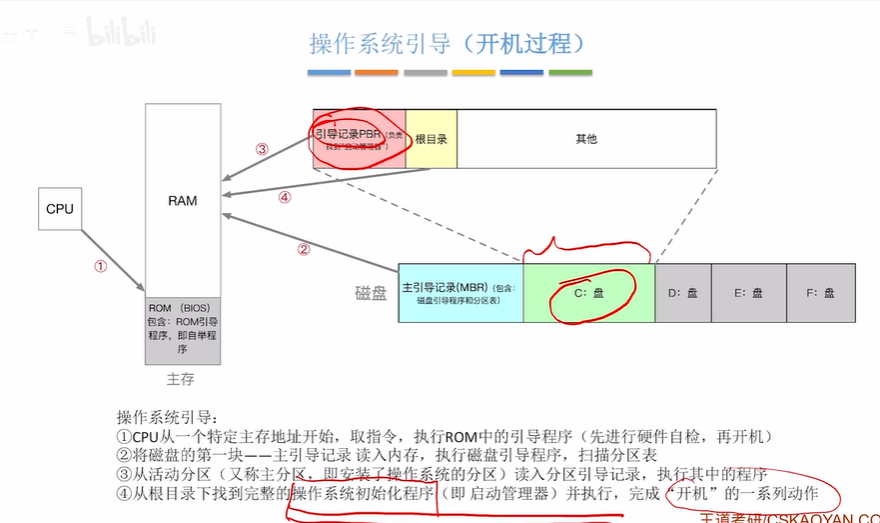 bilibili
操作系统引导（开机过程）
引导记录PBR（负责
找到“启动管理器”）
根目录
其他
③
④
RAM
CPU
①
②
磁盘
主引导记录(MBR)（包含：
磁盘引导程序和分区表）
C：盘
D：盘
E：盘
F：盘
ROM （BIOS）
包含：ROM引导
程序，即自举程
序
主存
操作系统引导：
①CPU从一个特定主存地址开始，取指令，执行ROM中的引导程序（先进行硬件自检，再开机）
②将磁盘的第一块——主引导记录 读入内存，执行磁盘引导程序，扫描分区表
③从活动分区（又称主分区，即安装了操作系统的分区）读入分区引导记录，执行其中的程序
④从根目录下找到完整的操作系统初始化程序（即 启动管理器）并执行，完成“开机”的一系列动作
王道考研/CSKAOYAN.CO